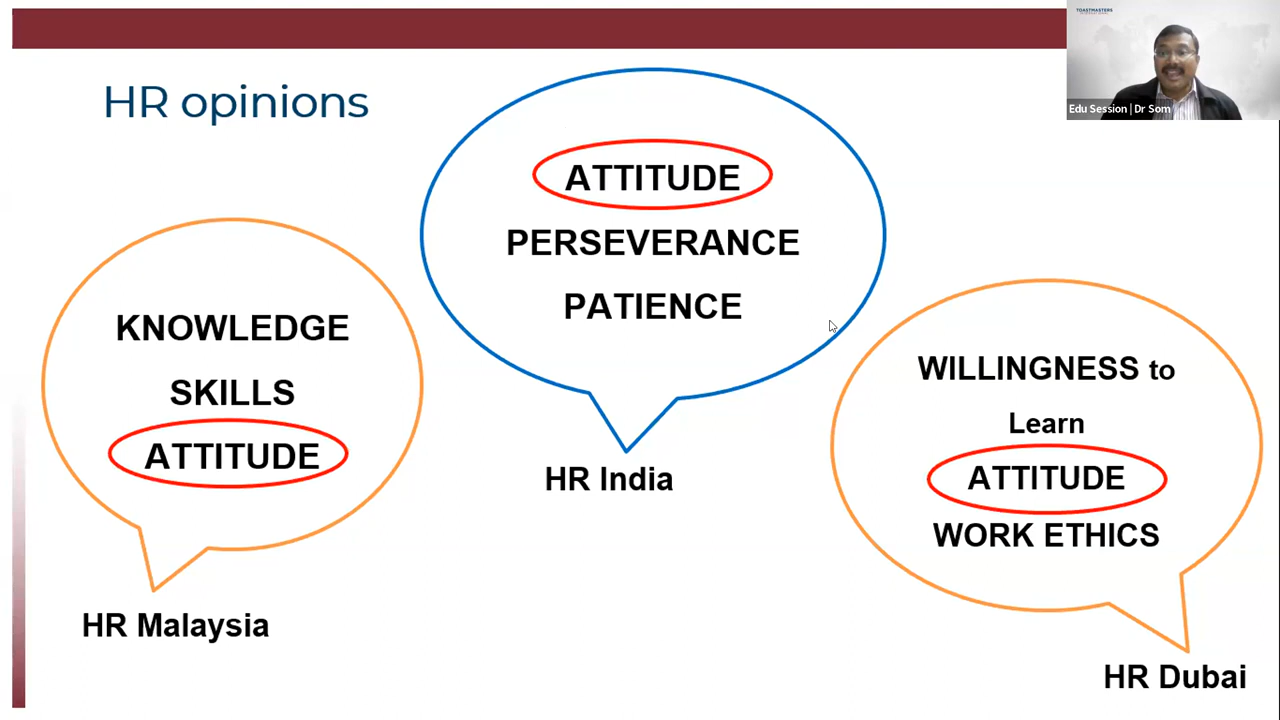 HR opinions
TOASTMASTERS
Edu Session | Dr Som
ATTITUDE
PERSEVERANCE
PATIENCE
HR India
KNOWLEDGE
SKILLS
ATTITUDE
HR Malaysia
WILLINGNESS to
Learn
ATTITUDE
WORK ETHICS
HR Dubai